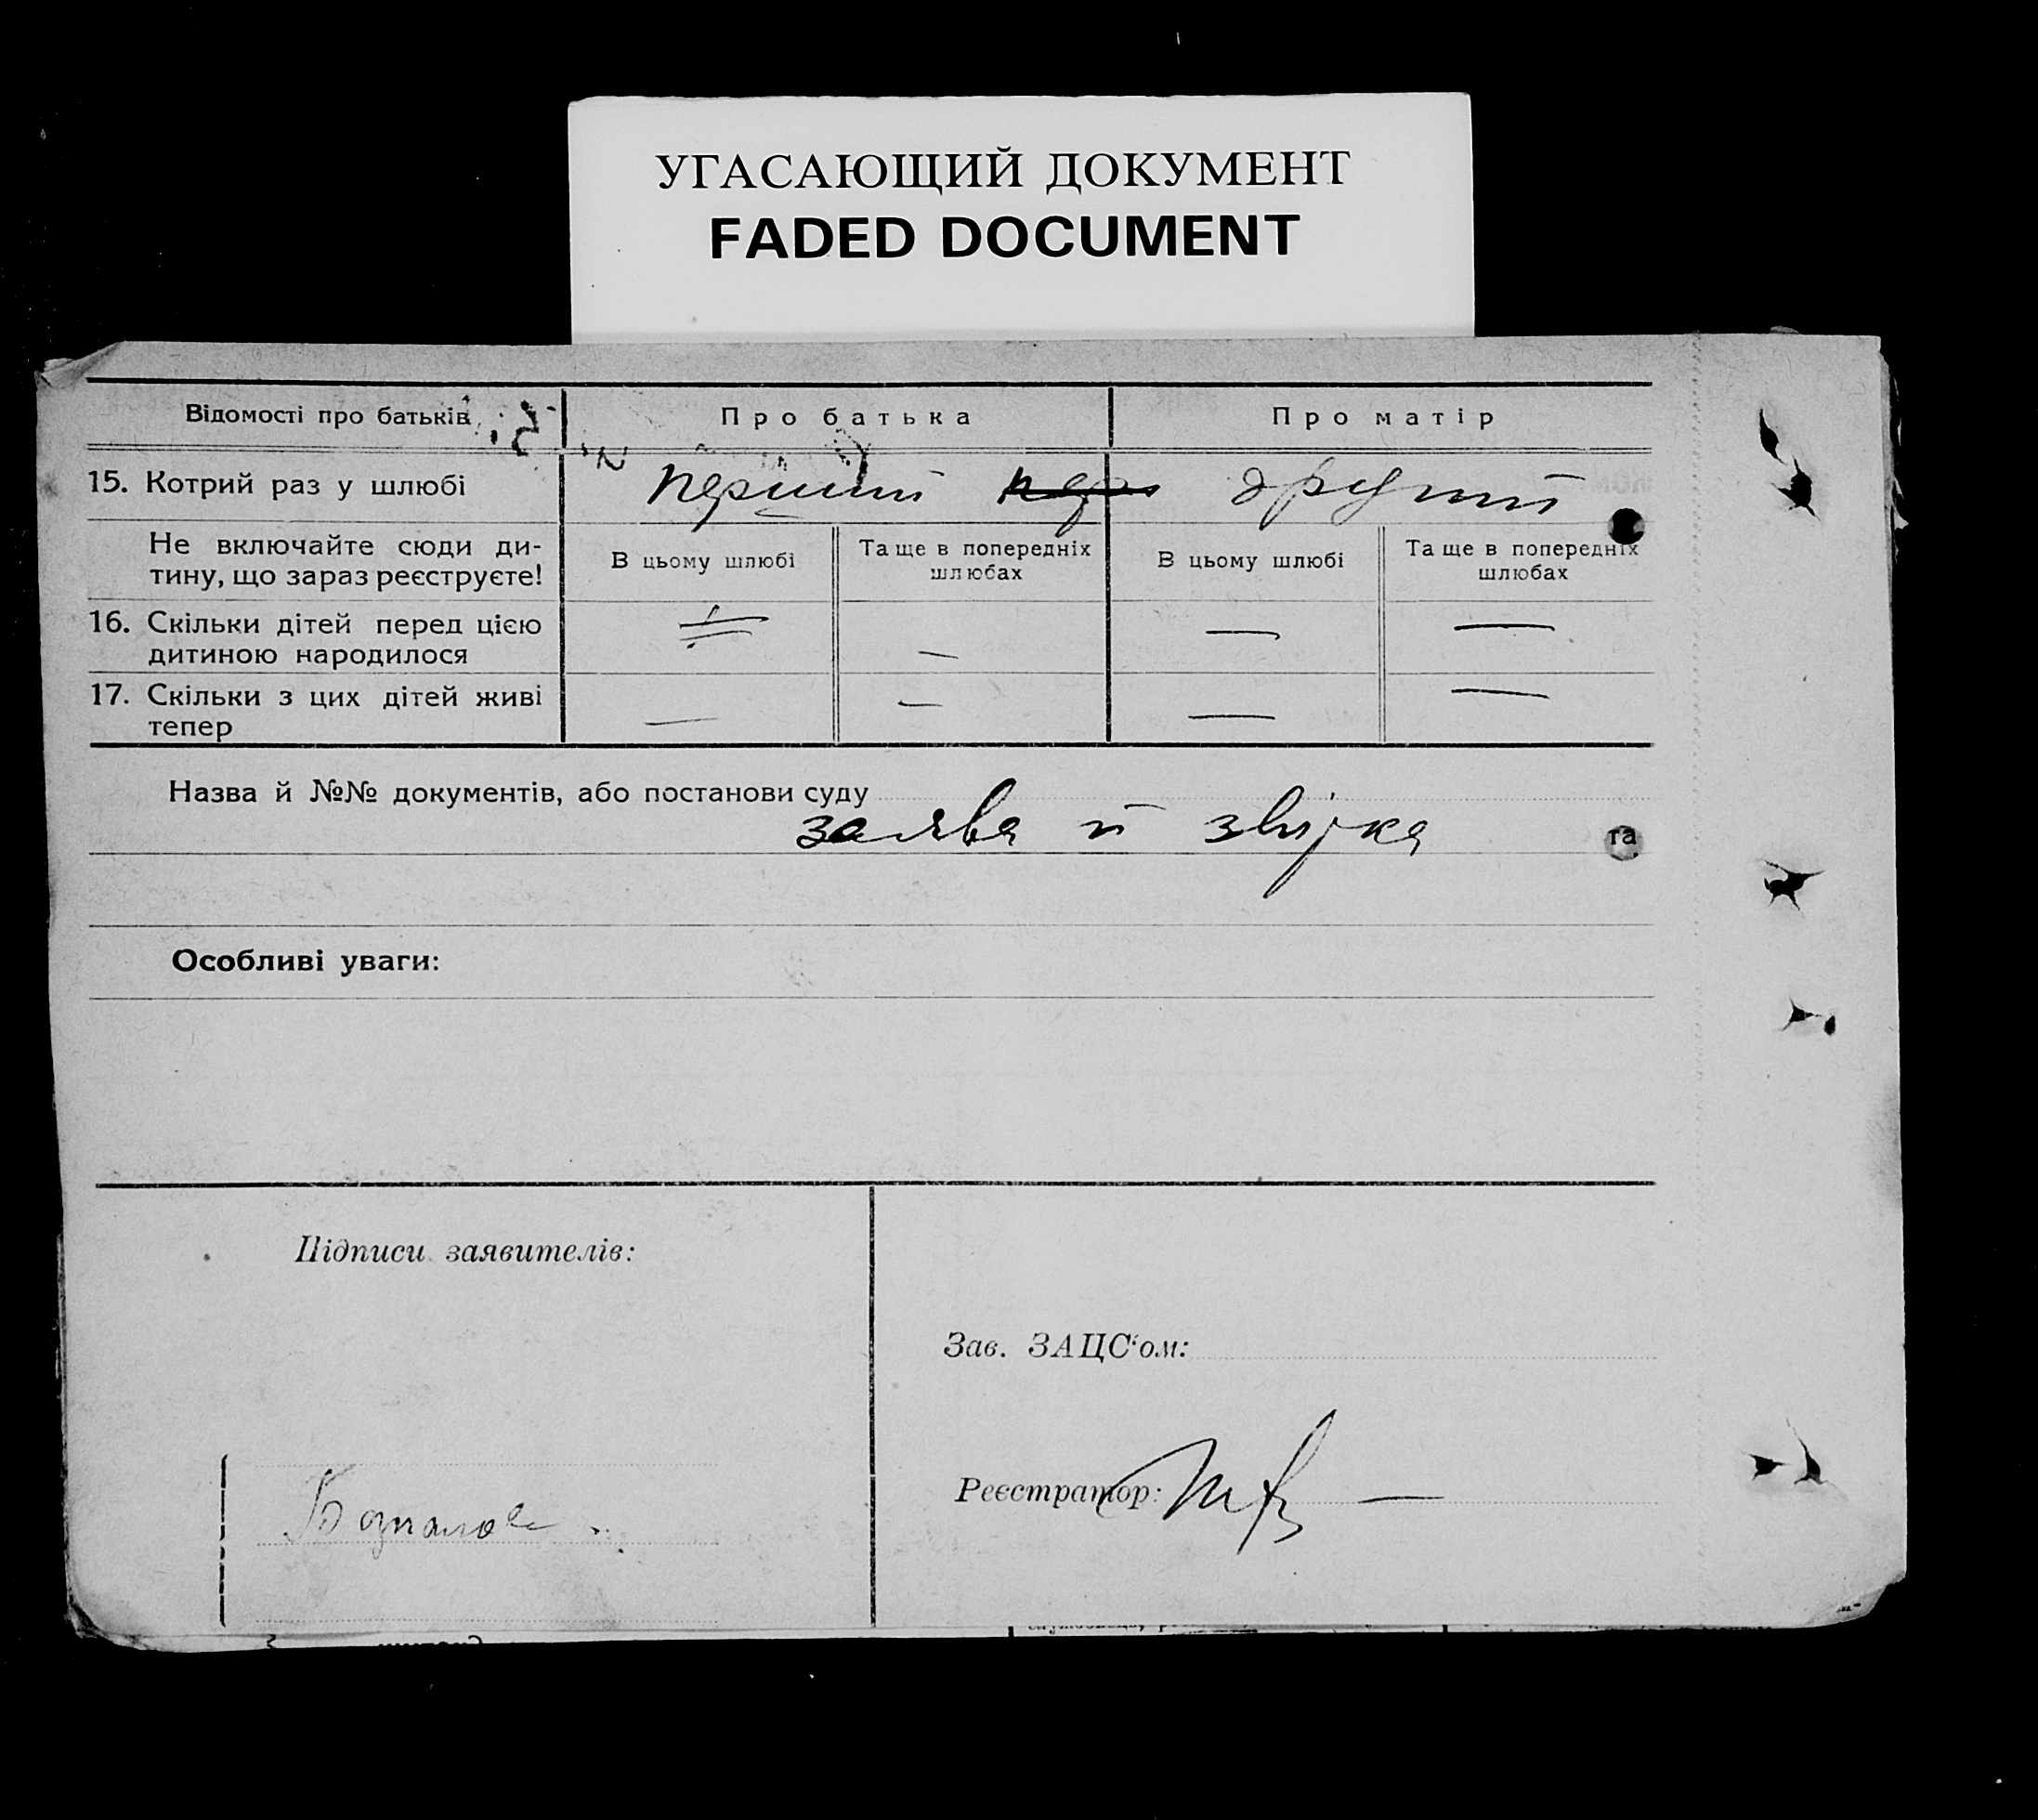 УГАСАЮЩИЙ ДОКУМЕНТ
FADED DOCUMENT
Відомості про батьків Про батька Про матір
15. Котрий раз у шлюбі перший другий
Не включайте сюди ди-
тину, що зараз реєструєте!
В цьому шлюбі Та ще в попередніх шлюбах В цьому шлюбі Та ще в попередніх шлюбах
16. Скільки дітей перед цією — — — —
дитиною народилося
17. Скільки з цих дітей живі — — — —
тепер
Назва й №№ документів, або постанови суду
заява й звірка та
Особливі уваги:
Підписи заявителів:
Зав. ЗАЦС'ом:
Реєстратор: